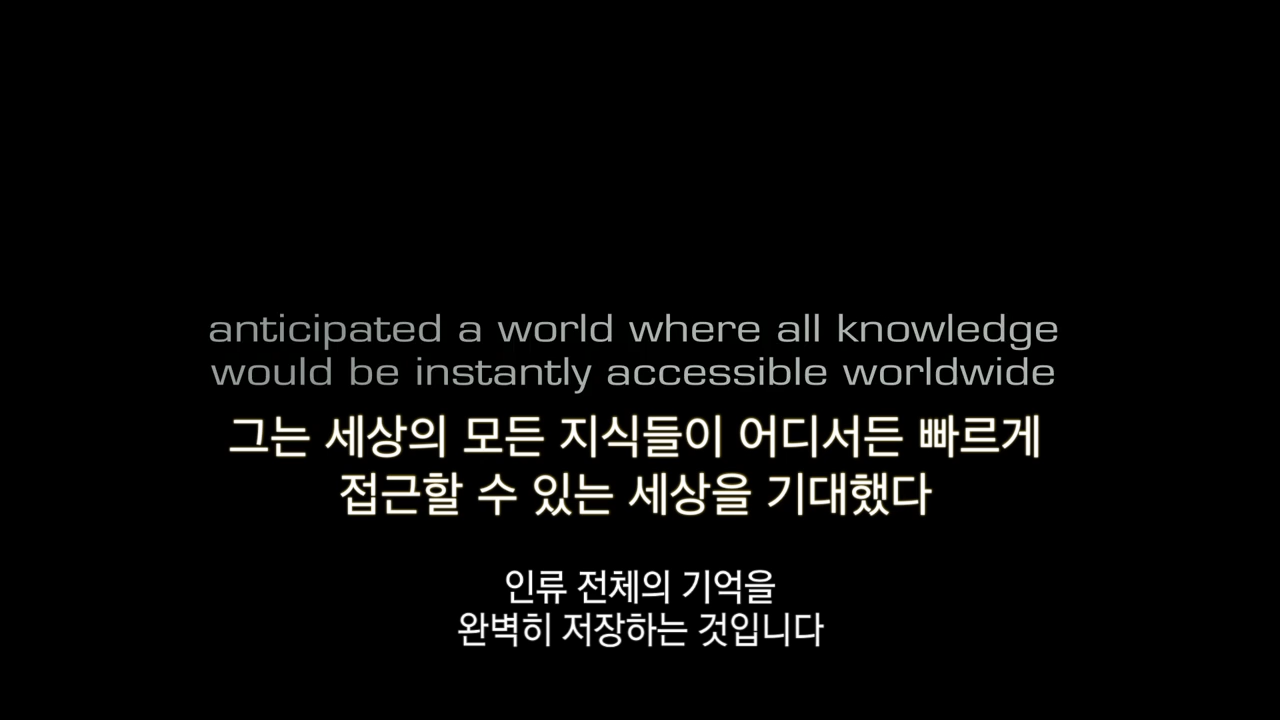 anticipated a world where all knowledge
would be instantly accessible worldwide
그는 세상의 모든 지식들이 어디서든 빠르게
접근할 수 있는 세상을 기대했다
인류 전체의 기억을
완벽히 저장하는 것입니다